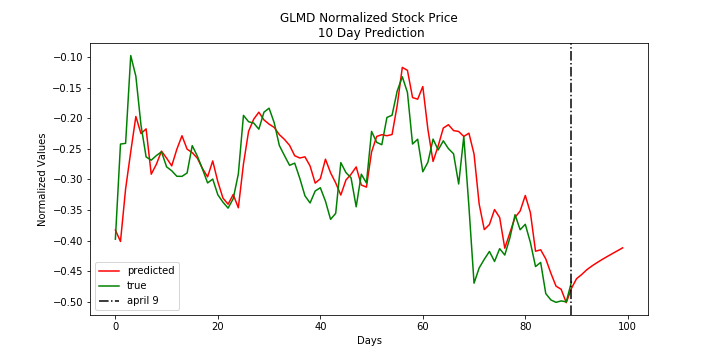 GLMD Normalized Stock Price
10 Day Prediction
Normalized Values
−0.10
−0.15
−0.20
−0.25
−0.30
−0.35
−0.40
−0.45
−0.50
predicted
true
april 9
0 20 40 60 80 100
Days